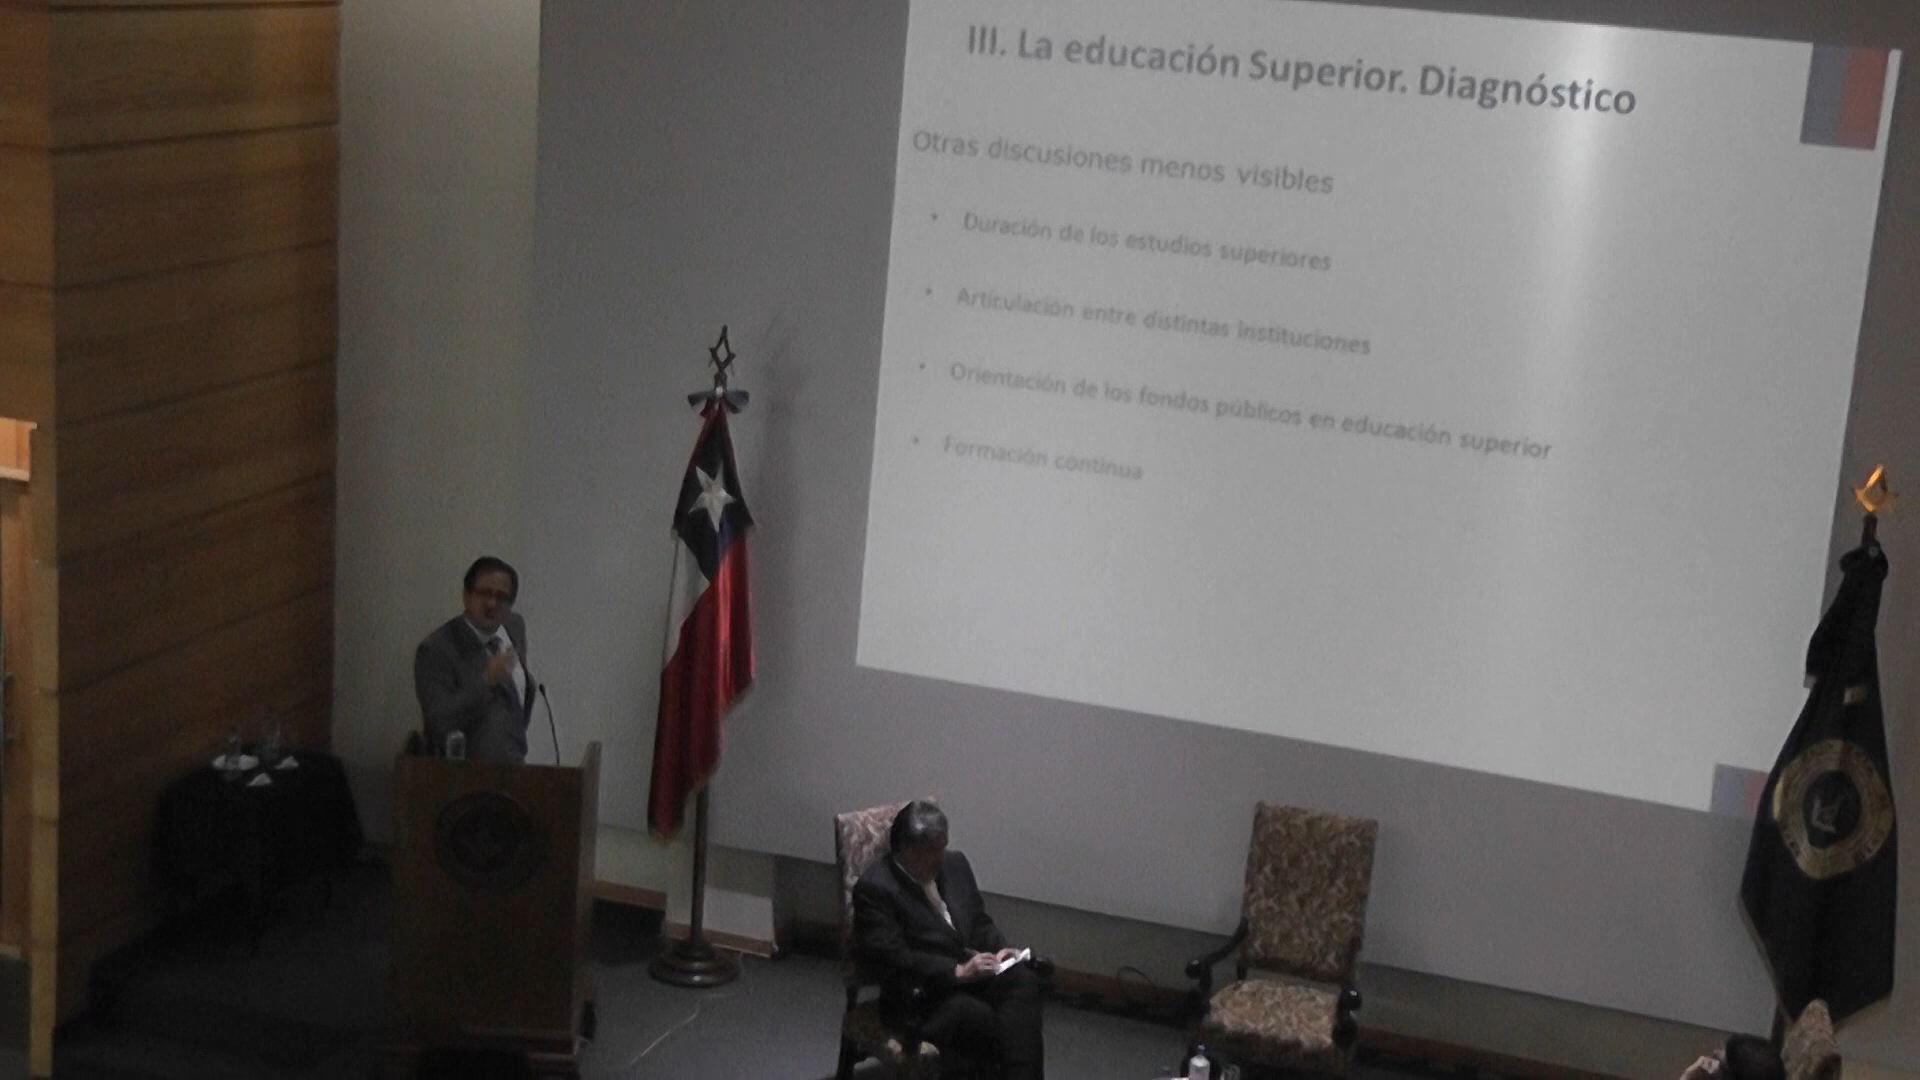 III. La educación Superior. Diagnóstico
Otras discusiones menos visibles
• Duración de los estudios superiores
• Articulación entre distintas instituciones
• Orientación de los fondos públicos en educación superior
• Formación continua